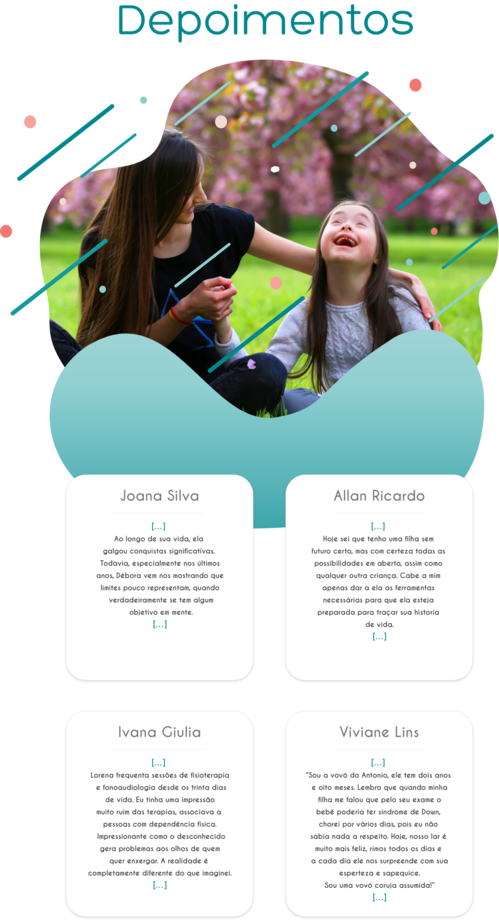 Depoimentos
Joana Silva
[...]
Ao longo de sua vida, ela
galgou conquistas significativas.
Todavia, especialmente nos últimos
anos, Débora vem nos mostrando que
limites pouco representam, quando
verdadeiramente se tem algum
objetivo em mente.
[...]
Allan Ricardo
[...]
Hoje sei que tenho uma filha sem
futuro certo, mas com certeza todas as
possibilidades em aberto, assim como
qualquer outra criança. Cabe a mim
apenas dar a ela as ferramentas
necessárias para que ela esteja
preparada para traçar sua historia
de vida.
[...]
Ivana Giulia
[...]
Lorena frequenta sessões de fisioterapia
e fonoaudiologia desde os trinta dias
de vida. Eu tinha uma impressão
muito ruim das terapias, associava a
pessoas com dependência física.
Impressionante como o desconhecido
gera problemas aos olhos de quem
quer enxergar. A realidade é
completamente diferente do que imaginei.
[...]
Viviane Lins
[...]
"Sou a vovó do Antonio, ele tem dois anos
e oito meses. Lembro que quando minha
filha me falou que pelo seu exame o
bebê poderia ter síndrome de Down,
chorei por vários dias, pois eu não
sabia nada a respeito. Hoje, nosso lar é
muito mais feliz, rimos todos os dias e
a cada dia ele nos surpreende com sua
esperteza e sapequice.
Sou uma vovó coruja assumida!"
[...]